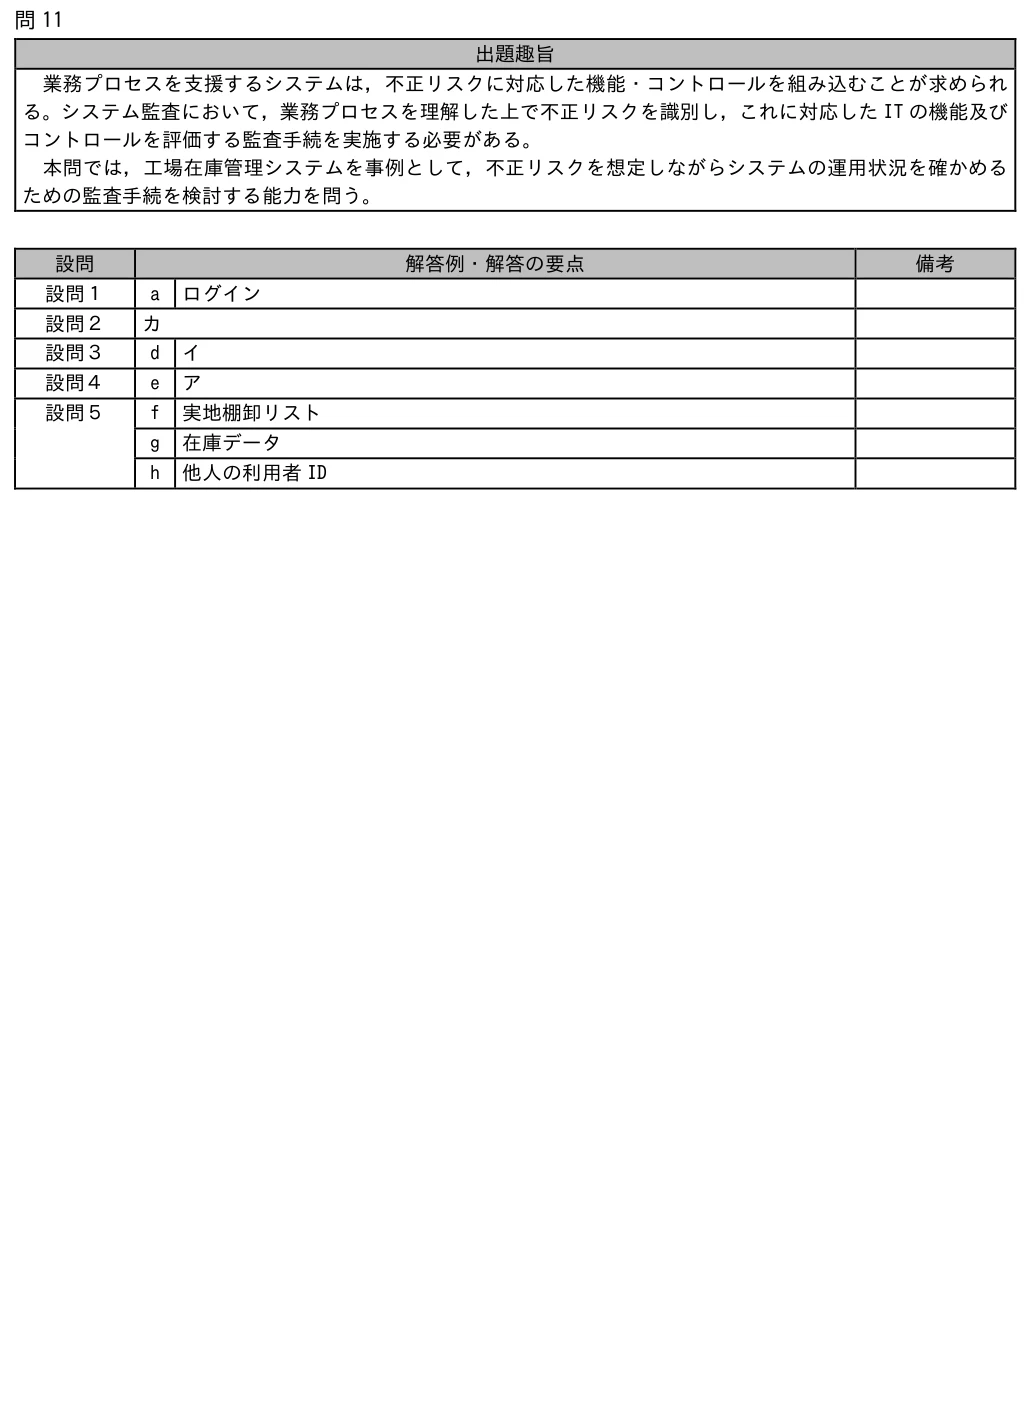 問 11
出題趣旨
　業務プロセスを支援するシステムは，不正リスクに対応した機能・コントロールを組み込むことが求められ
る。システム監査において，業務プロセスを理解した上で不正リスクを識別し，これに対応した IT の機能及び
コントロールを評価する監査手続を実施する必要がある。
　本問では，工場在庫管理システムを事例として，不正リスクを想定しながらシステムの運用状況を確かめる
ための監査手続を検討する能力を問う。
設問 解答例・解答の要点 備考
設問１ a ログイン
設問２ カ
設問３ d イ
設問４ e ア
設問５ f 実地棚卸リスト
g 在庫データ
h 他人の利用者 ID